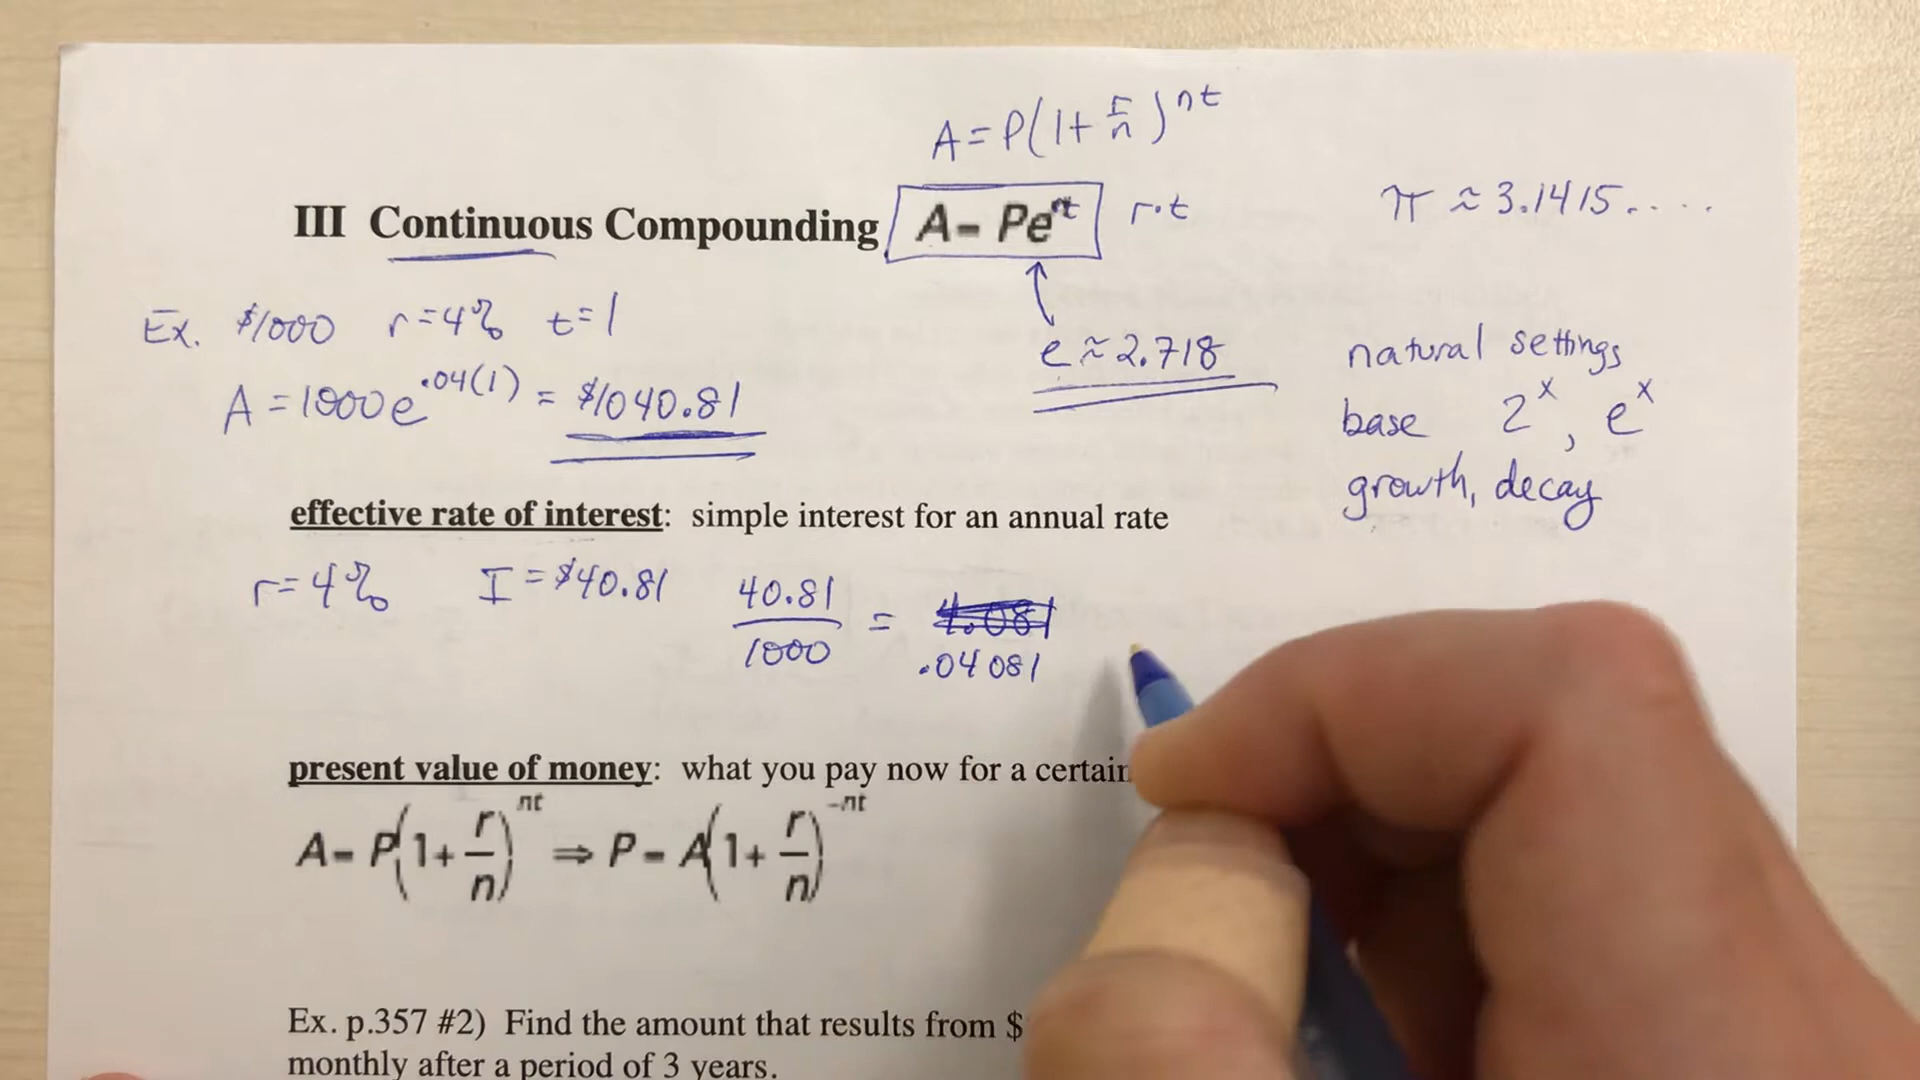 A=P(1+r/n)^nt
III Continuous Compounding A= Pe^rt r·t
π ≈ 3.1415.....
Ex. $1000 r=4% t=1
e≈2.718
natural settings
A=1000e^.04(1) = $1040.81
base 2^x, e^x
growth, decay
effective rate of interest: simple interest for an annual rate
r=4% I=$40.81 40.81/1000 = 4.081
.04081
present value of money: what you pay now for a certain
A= P(1+r/n)^nt ⇒ P= A(1+r/n)^-nt
Ex. p.357 #2) Find the amount that results from $
monthly after a period of 3 years.